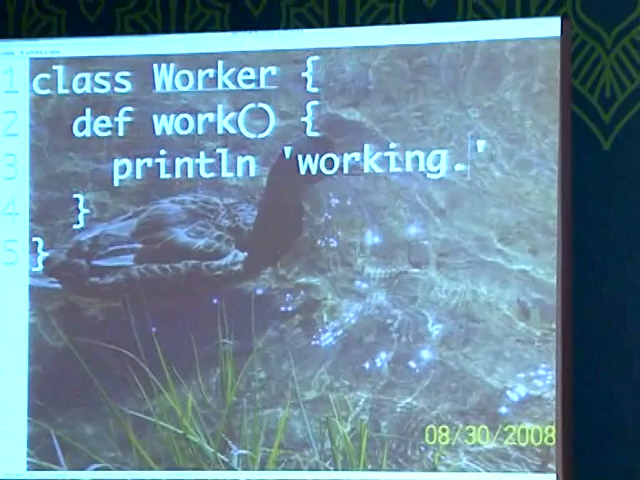 1 class Worker {
2 def work() {
3 println 'working.'
4 }
5 }
08/30/2008